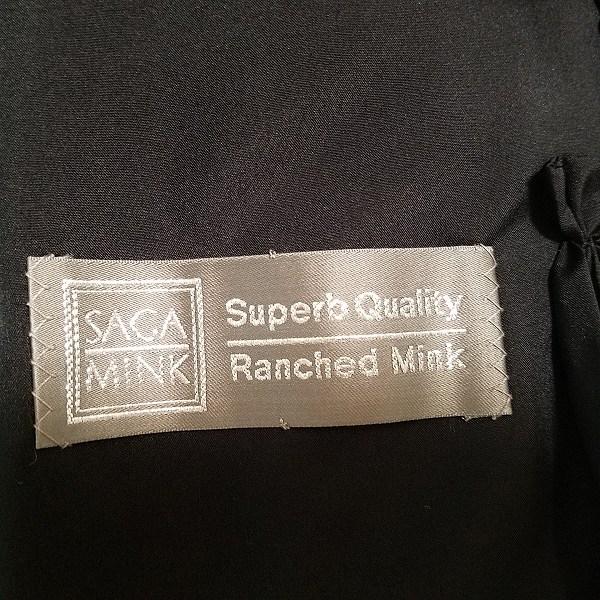 SAGA
MINK
Superb Quality
Ranched Mink